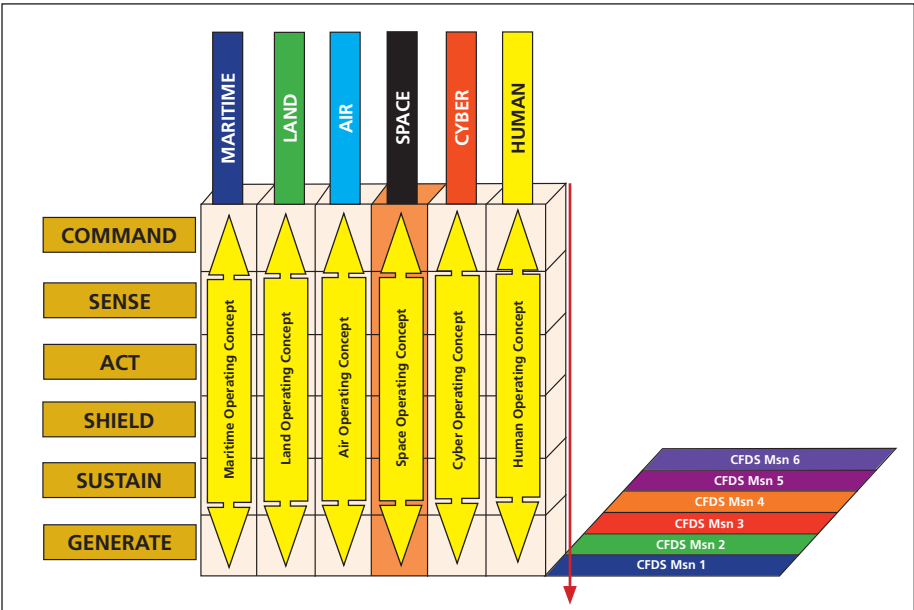 MARITIME
LAND
AIR
SPACE
CYBER
HUMAN
COMMAND
SENSE
ACT
SHIELD
SUSTAIN
GENERATE
Maritime Operating Concept
Land Operating Concept
Air Operating Concept
Space Operating Concept
Cyber Operating Concept
Human Operating Concept
CFDS Msn 6
CFDS Msn 5
CFDS Msn 4
CFDS Msn 3
CFDS Msn 2
CFDS Msn 1